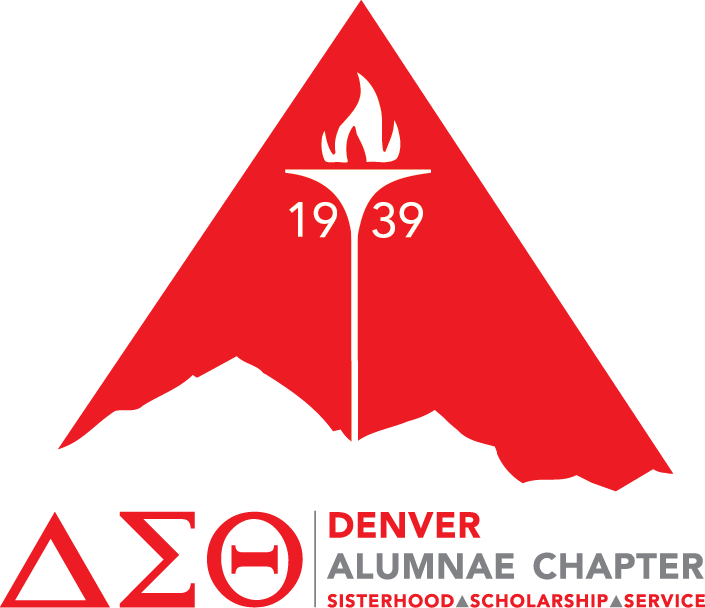 19 39
ΔΣΘ
DENVER
ALUMNAE CHAPTER
SISTERHOOD▲SCHOLARSHIP▲SERVICE